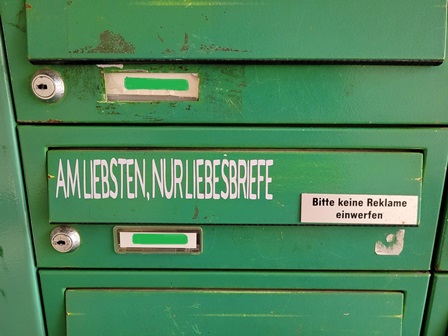 AM LIEBSTEN, NUR LIEBESBRIEFE
Bitte keine Reklame
einwerfen